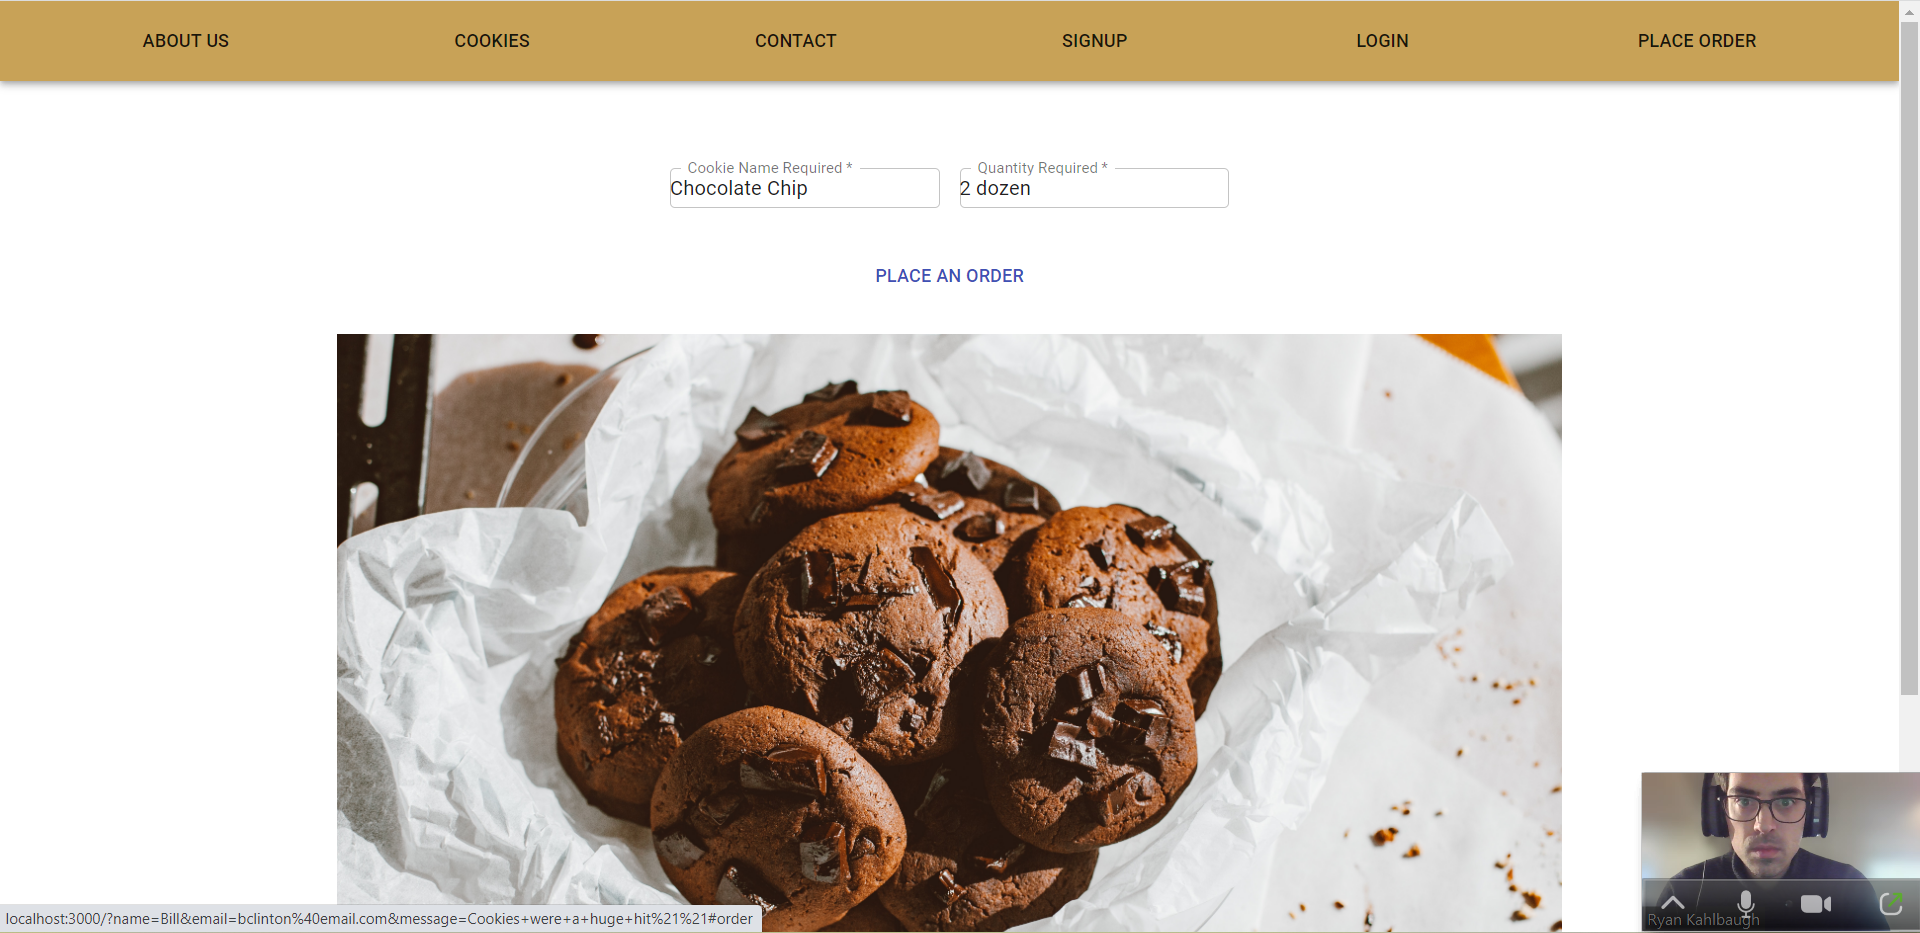 ABOUT US COOKIES CONTACT SIGNUP LOGIN PLACE ORDER
Cookie Name Required * Quantity Required *
Chocolate Chip 2 dozen
PLACE AN ORDER
localhost:3000/?name=Bill&email=bclinton%40email.com&message=Cookies+were+a+huge+hit%21%21#order
Ryan Kahlbaugh